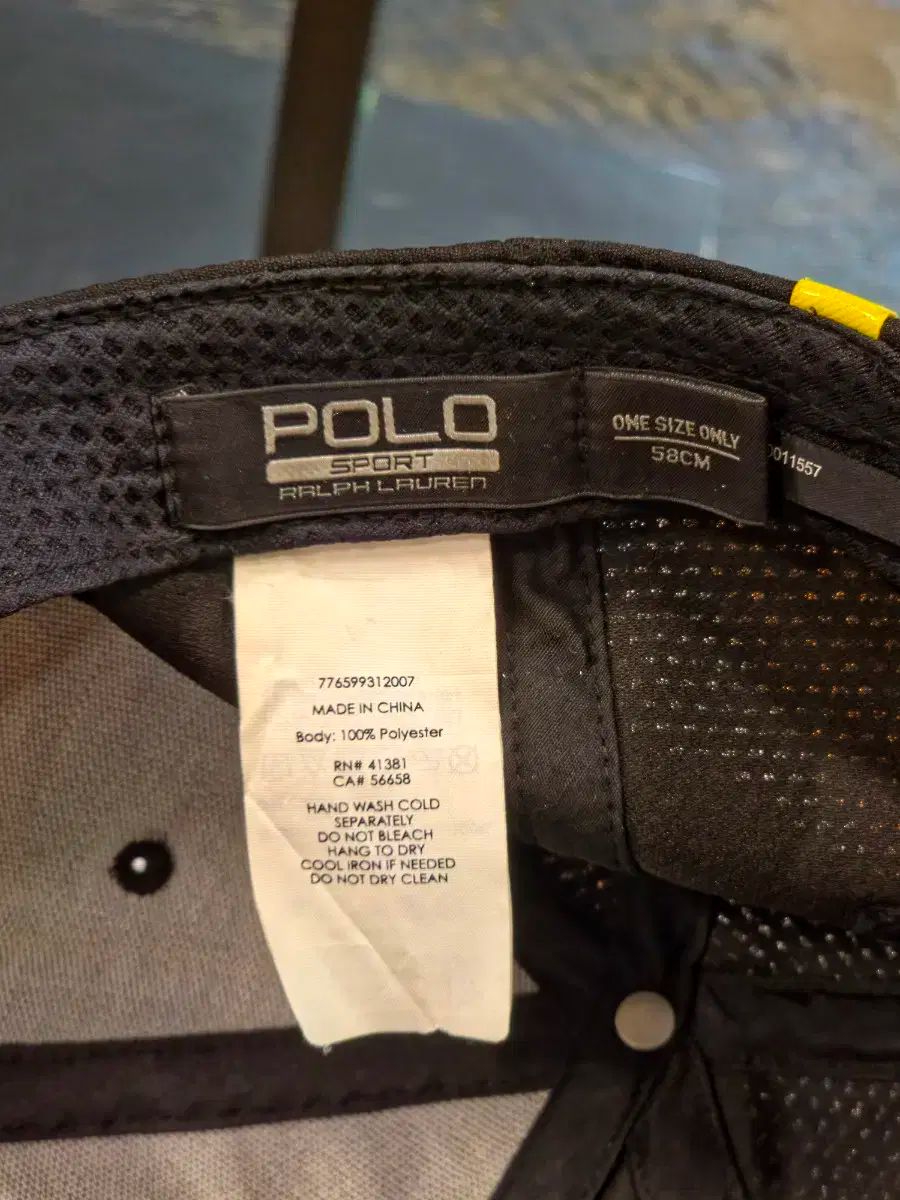 POLO
SPORT
RALPH LAUREN
ONE SIZE ONLY
58CM
011557
776599312007
MADE IN CHINA
Body: 100% Polyester
RN# 41381
CA# 56658
HAND WASH COLD
SEPARATELY
DO NOT BLEACH
HANG TO DRY
COOL IRON IF NEEDED
DO NOT DRY CLEAN